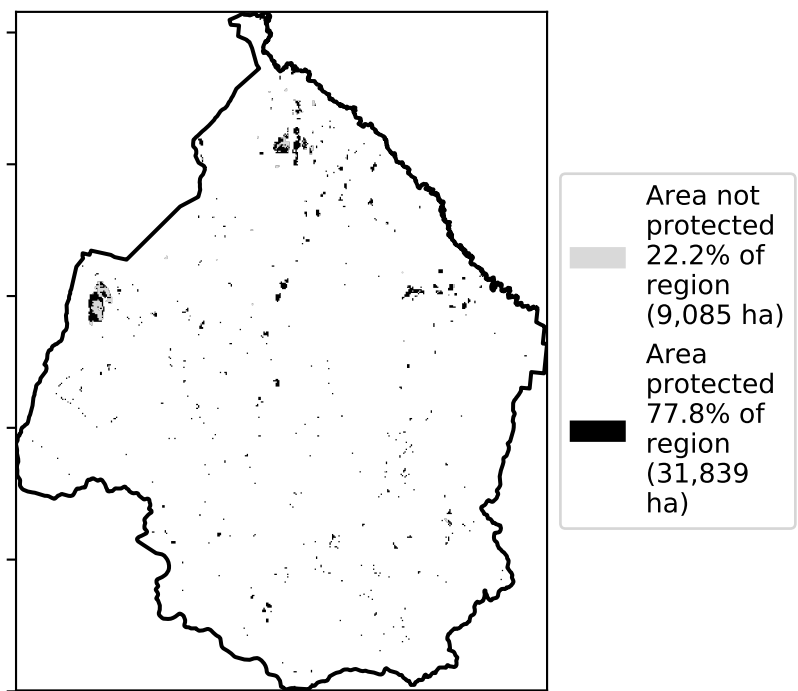 Area not
protected
22.2% of
region
(9,085 ha)
Area
protected
77.8% of
region
(31,839
ha)